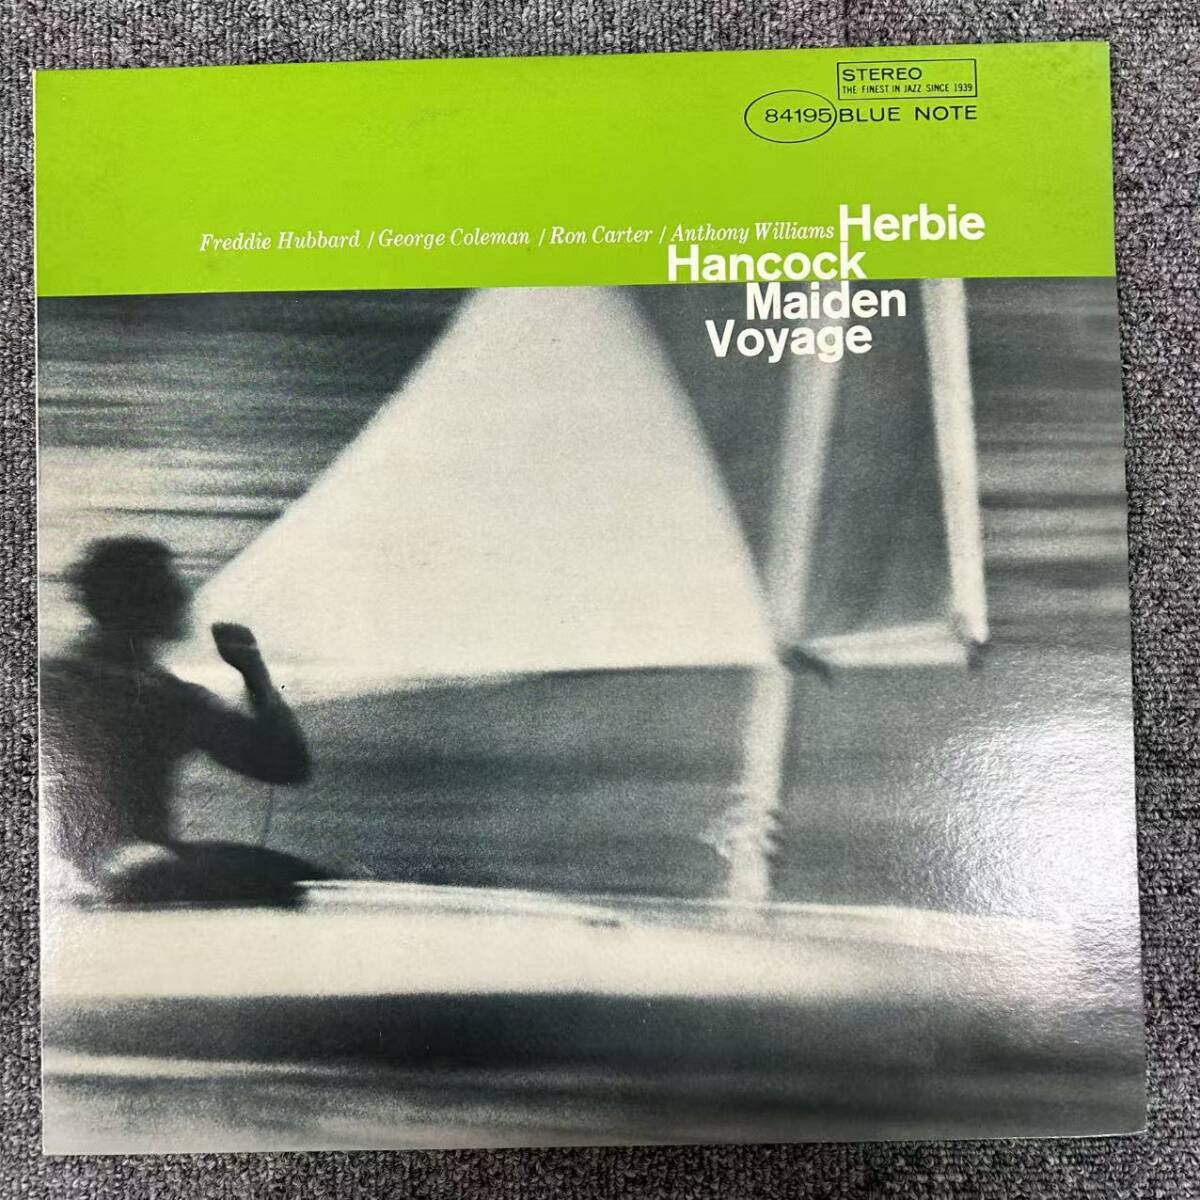 STEREO
THE FINEST IN JAZZ SINCE 1939
84195 BLUE NOTE
Freddie Hubbard / George Coleman / Ron Carter / Anthony Williams Herbie
Hancock
Maiden
Voyage